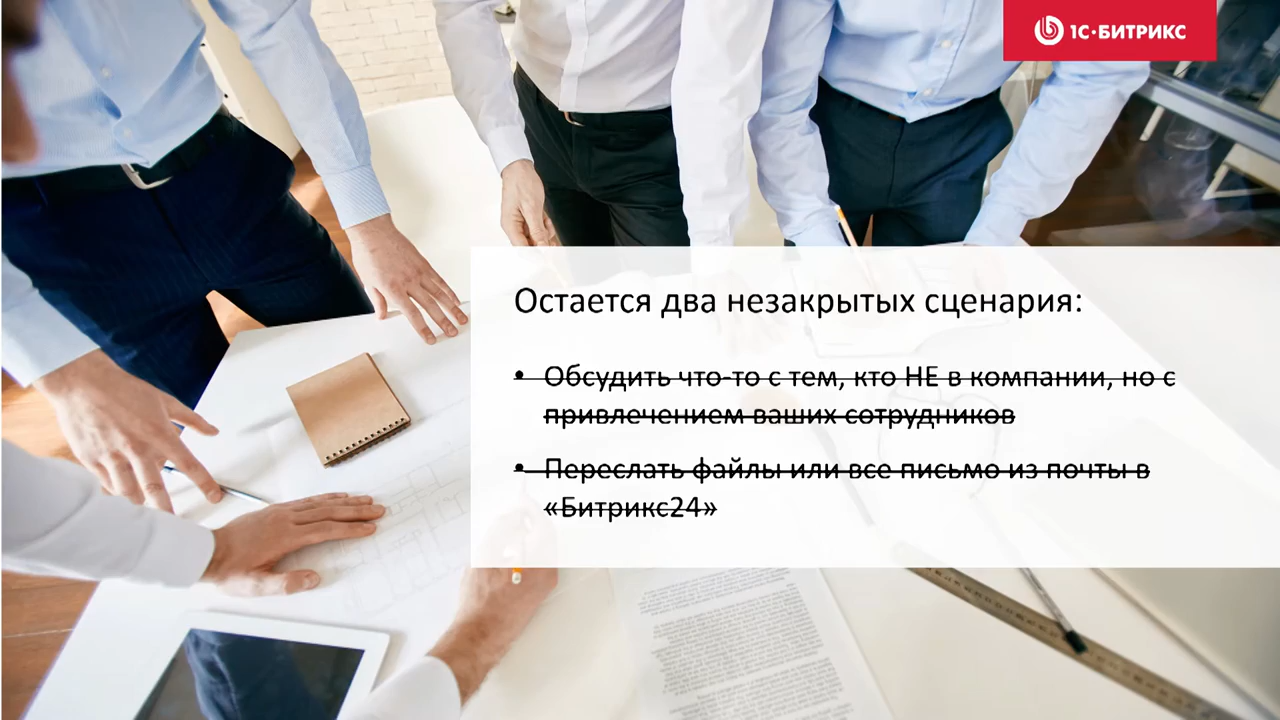 1С·БИТРИКС
Остается два незакрытых сценария:
• Обсудить что-то с тем, кто НЕ в компании, но с
привлечением ваших сотрудников
• Переслать файлы или все письмо из почты в
«Битрикс24»